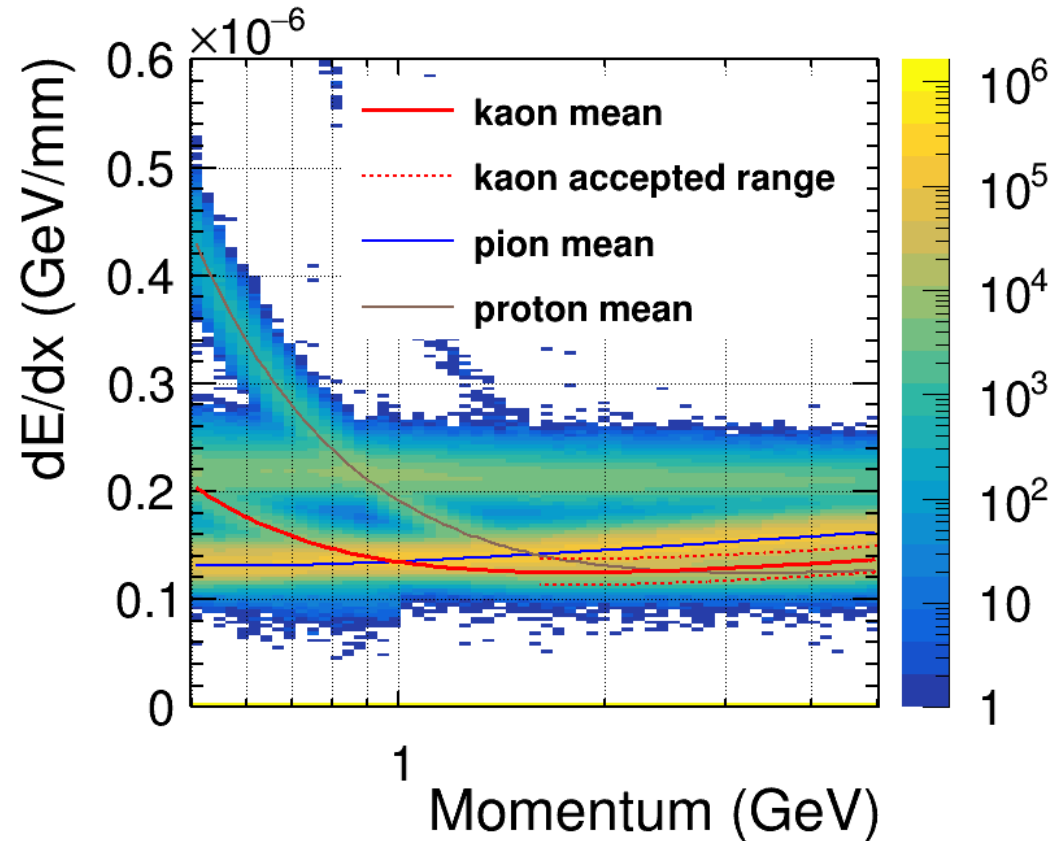 ×10⁻⁶
dE/dx (GeV/mm)
0.6
0.5
0.4
0.3
0.2
0.1
0
kaon mean
kaon accepted range
pion mean
proton mean
10⁶
10⁵
10⁴
10³
10²
10
1
1
Momentum (GeV)